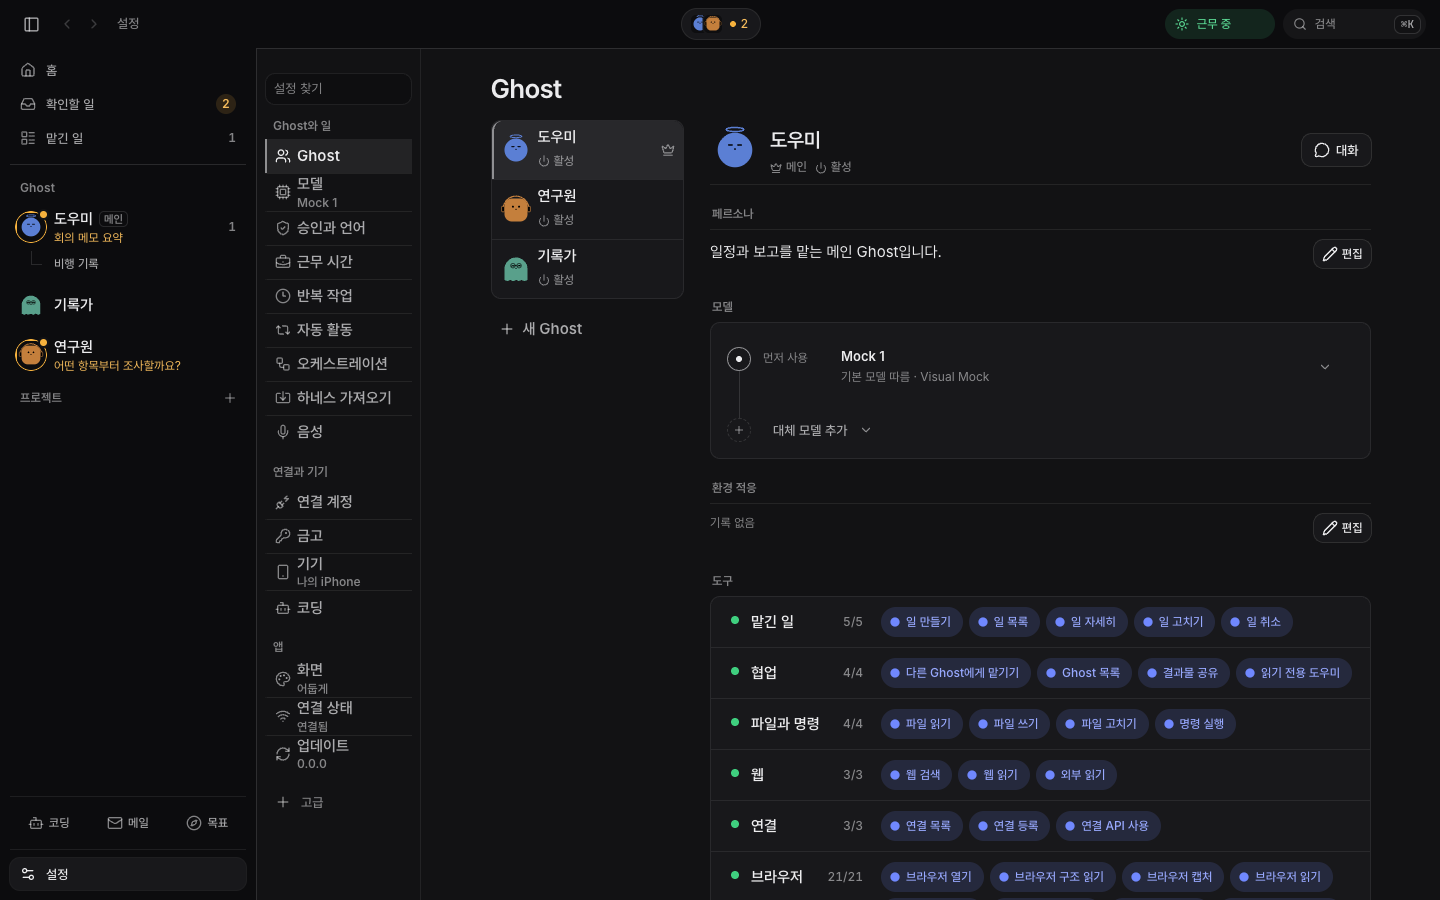 설정
2
근무 중
검색
⌘K
홈
확인할 일
2
맡긴 일
1
Ghost
도우미
메인
회의 메모 요약
1
비행 기록
기록가
연구원
어떤 항목부터 조사할까요?
프로젝트
코딩
메일
목표
설정
설정 찾기
Ghost와 일
Ghost
모델
Mock 1
승인과 언어
근무 시간
반복 작업
자동 활동
오케스트레이션
하네스 가져오기
음성
연결과 기기
연결 계정
금고
기기
나의 iPhone
코딩
앱
화면
어둡게
연결 상태
연결됨
업데이트
0.0.0
고급
Ghost
도우미
활성
연구원
활성
기록가
활성
새 Ghost
도우미
메인 활성
대화
페르소나
일정과 보고를 맡는 메인 Ghost입니다.
편집
모델
먼저 사용
Mock 1
기본 모델 따름 · Visual Mock
대체 모델 추가
환경 적응
기록 없음
편집
도구
맡긴 일 5/5 일 만들기 일 목록 일 자세히 일 고치기 일 취소
협업 4/4 다른 Ghost에게 맡기기 Ghost 목록 결과물 공유 읽기 전용 도우미
파일과 명령 4/4 파일 읽기 파일 쓰기 파일 고치기 명령 실행
웹 3/3 웹 검색 웹 읽기 외부 읽기
연결 3/3 연결 목록 연결 등록 연결 API 사용
브라우저 21/21 브라우저 열기 브라우저 구조 읽기 브라우저 캡처 브라우저 읽기